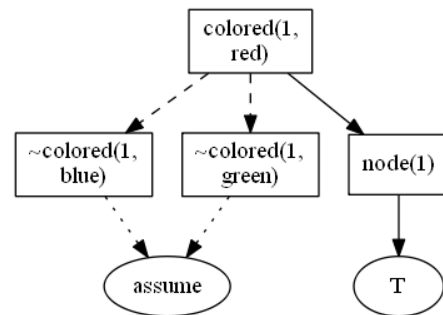 colored(1,
red)
~colored(1,
blue)
~colored(1,
green)
node(1)
assume
T